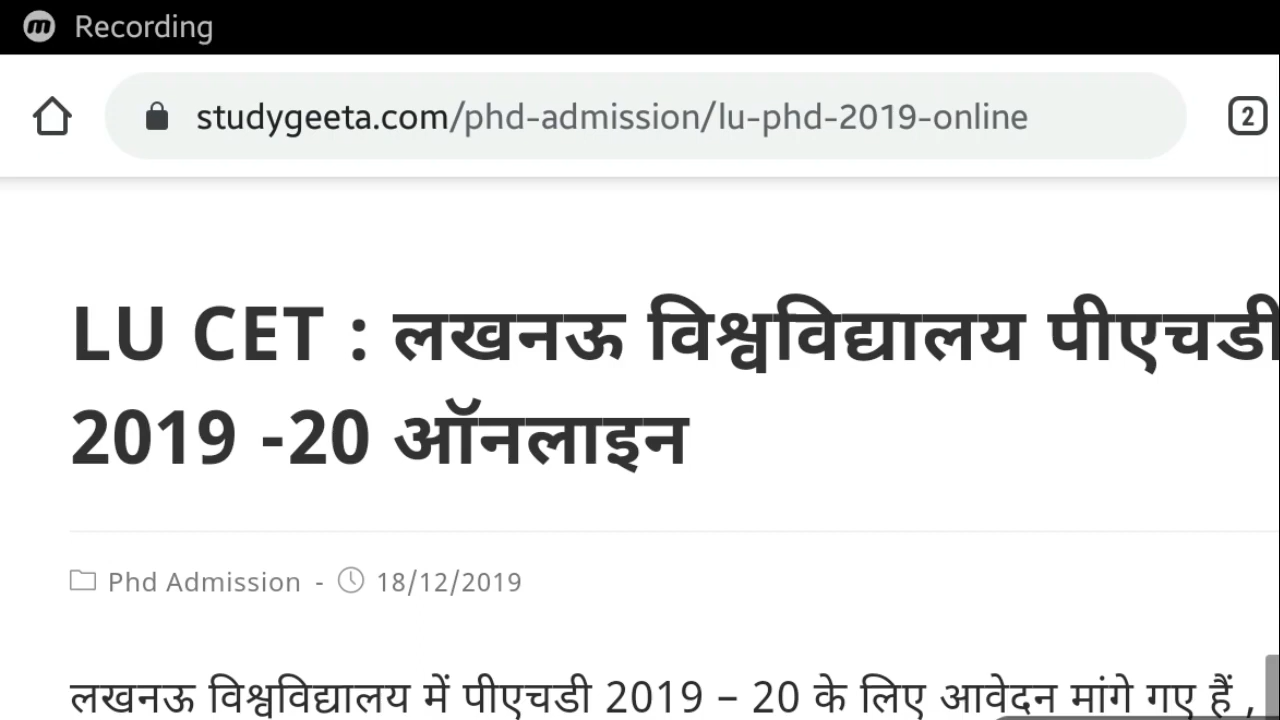 Recording
studygeeta.com/phd-admission/lu-phd-2019-online
2
LU CET : लखनऊ विश्वविद्यालय पीएचडी
2019 -20 ऑनलाइन
Phd Admission - 18/12/2019
लखनऊ विश्वविद्यालय में पीएचडी 2019 – 20 के लिए आवेदन मांगे गए हैं ,